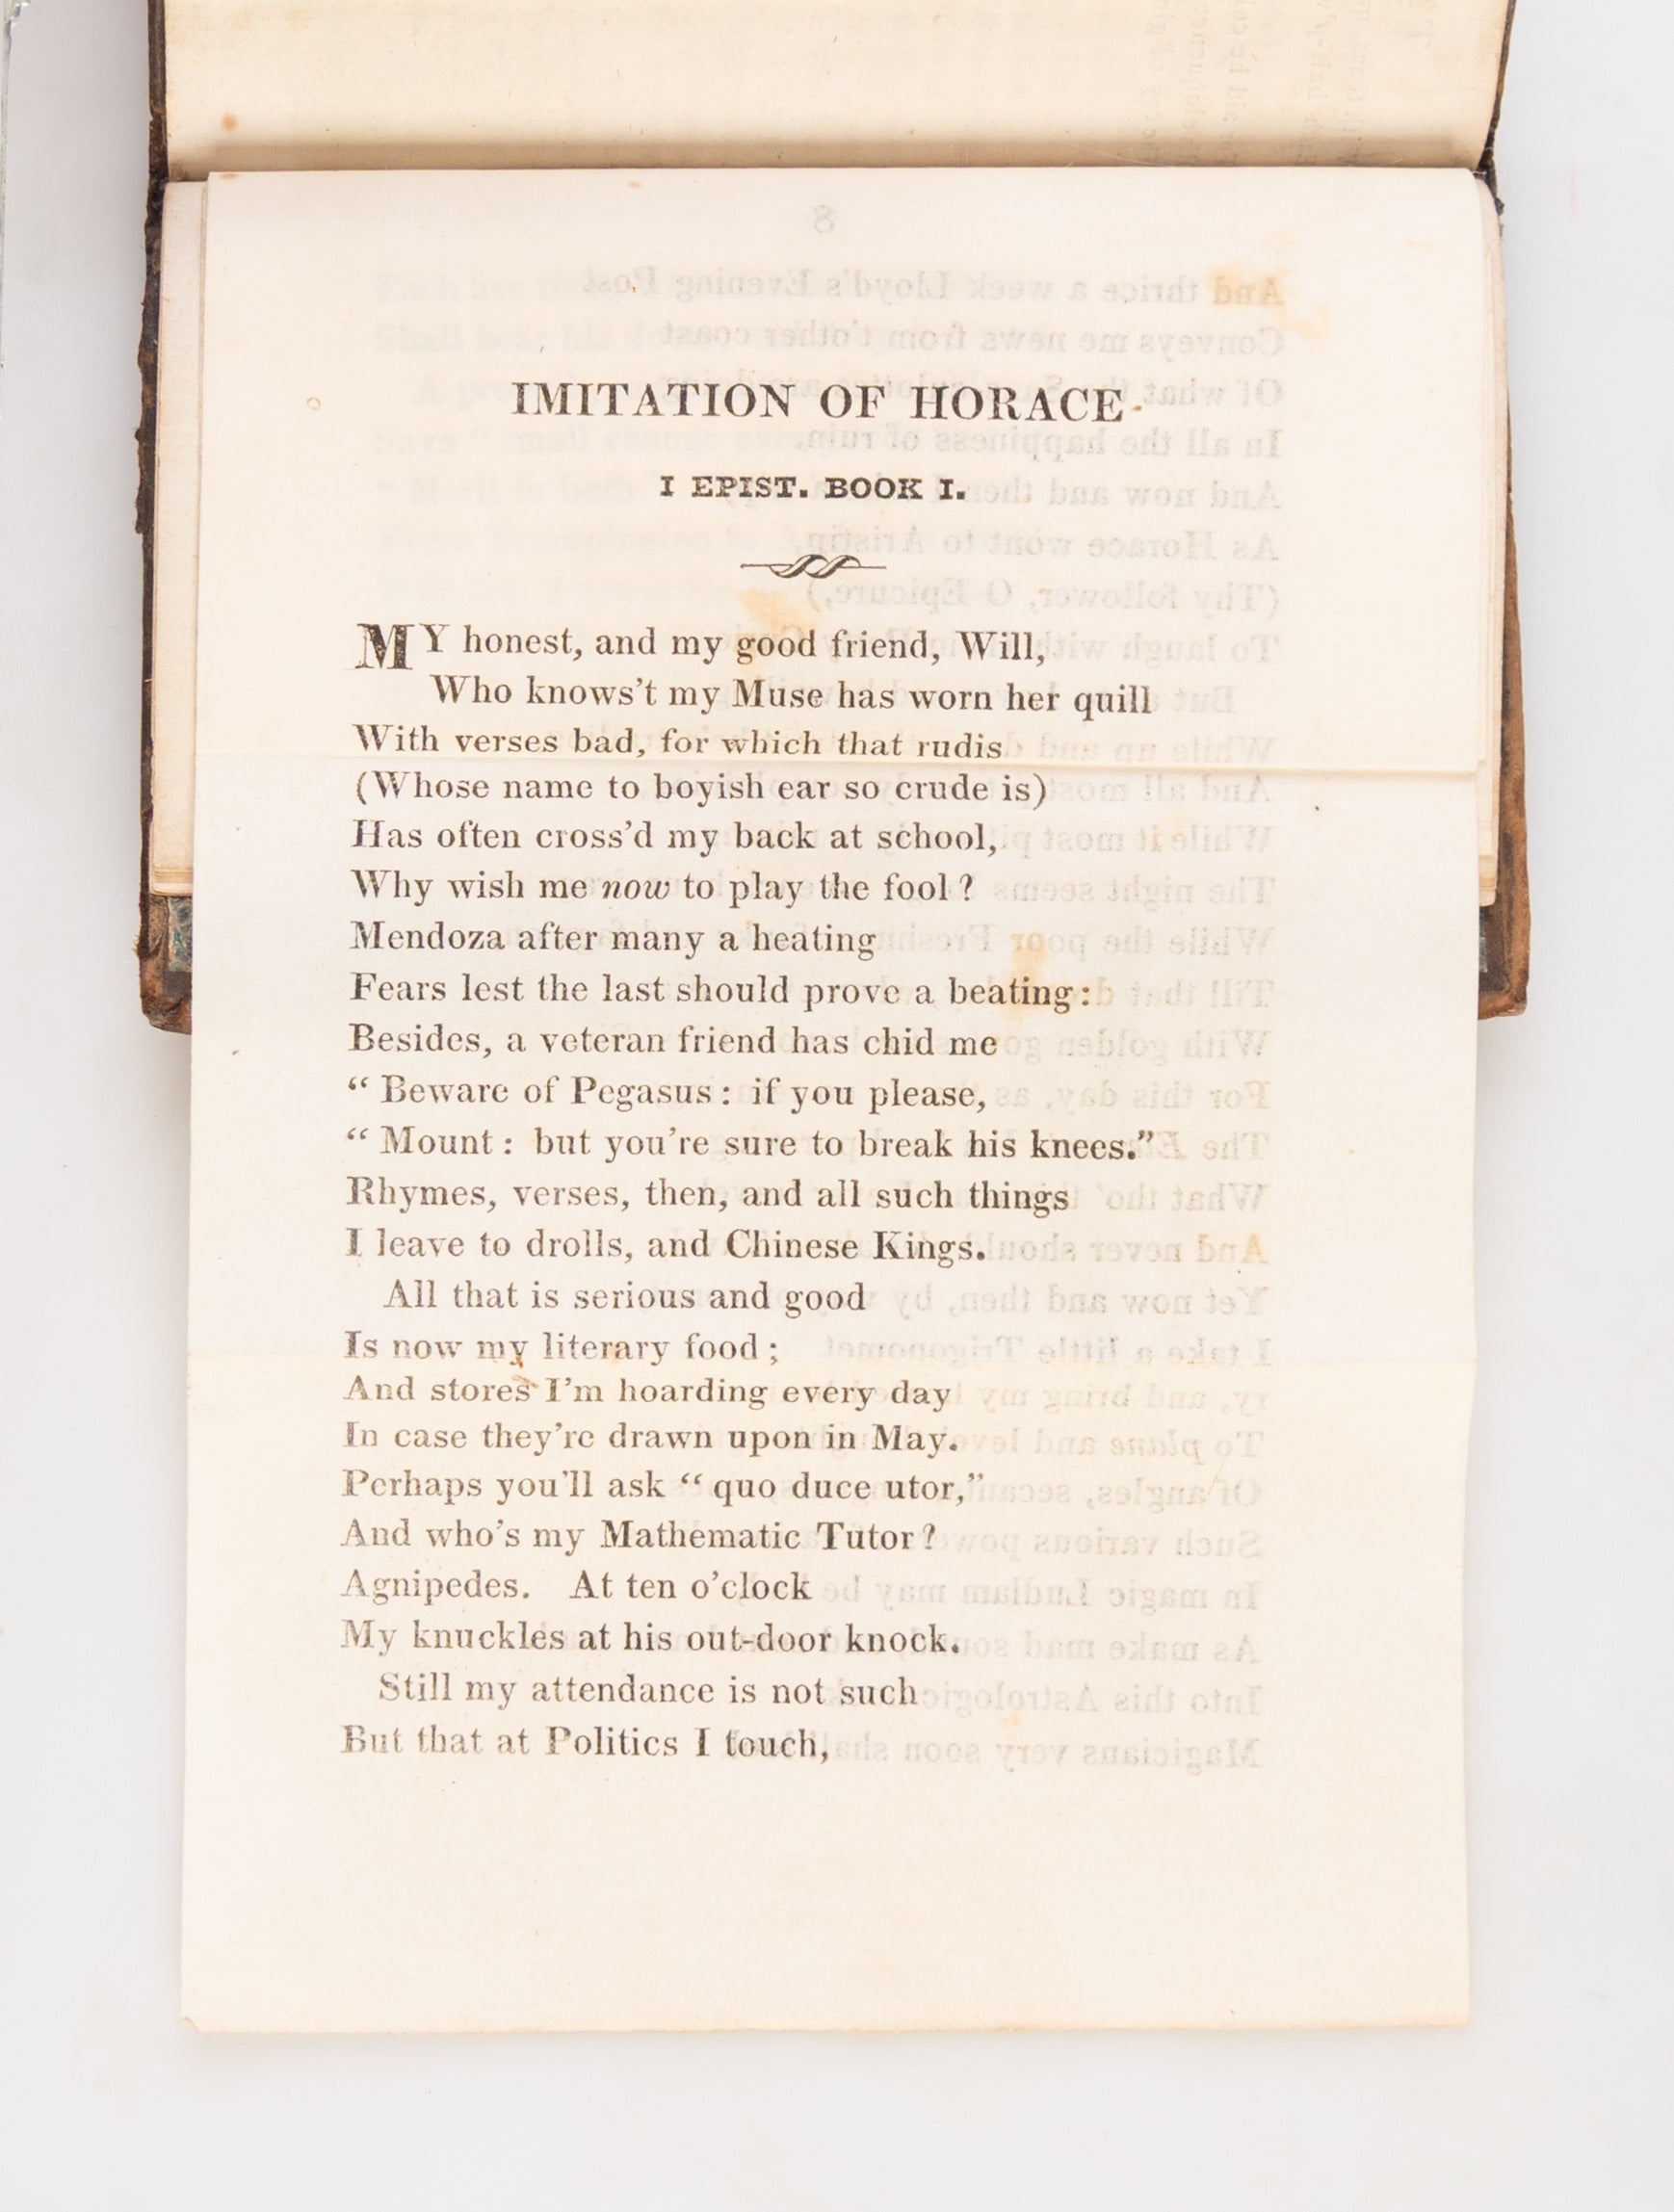 IMITATION OF HORACE
I EPIST. BOOK I.
MY honest, and my good friend, Will,
Who knows't my Muse has worn her quill
With verses bad, for which that rudis
(Whose name to boyish ear so crude is)
Has often cross'd my back at school,
Why wish me now to play the fool?
Mendoza after many a heating
Fears lest the last should prove a beating:
Besides, a veteran friend has chid me
“ Beware of Pegasus: if you please,
“ Mount: but you're sure to break his knees.”
Rhymes, verses, then, and all such things
I leave to drolls, and Chinese Kings.
All that is serious and good
Is now my literary food;
And stores I'm hoarding every day
In case they're drawn upon in May.
Perhaps you'll ask “ quo duce utor,”
And who's my Mathematic Tutor?
Agnipedes. At ten o'clock
My knuckles at his out-door knock.
Still my attendance is not such
But that at Politics I touch,